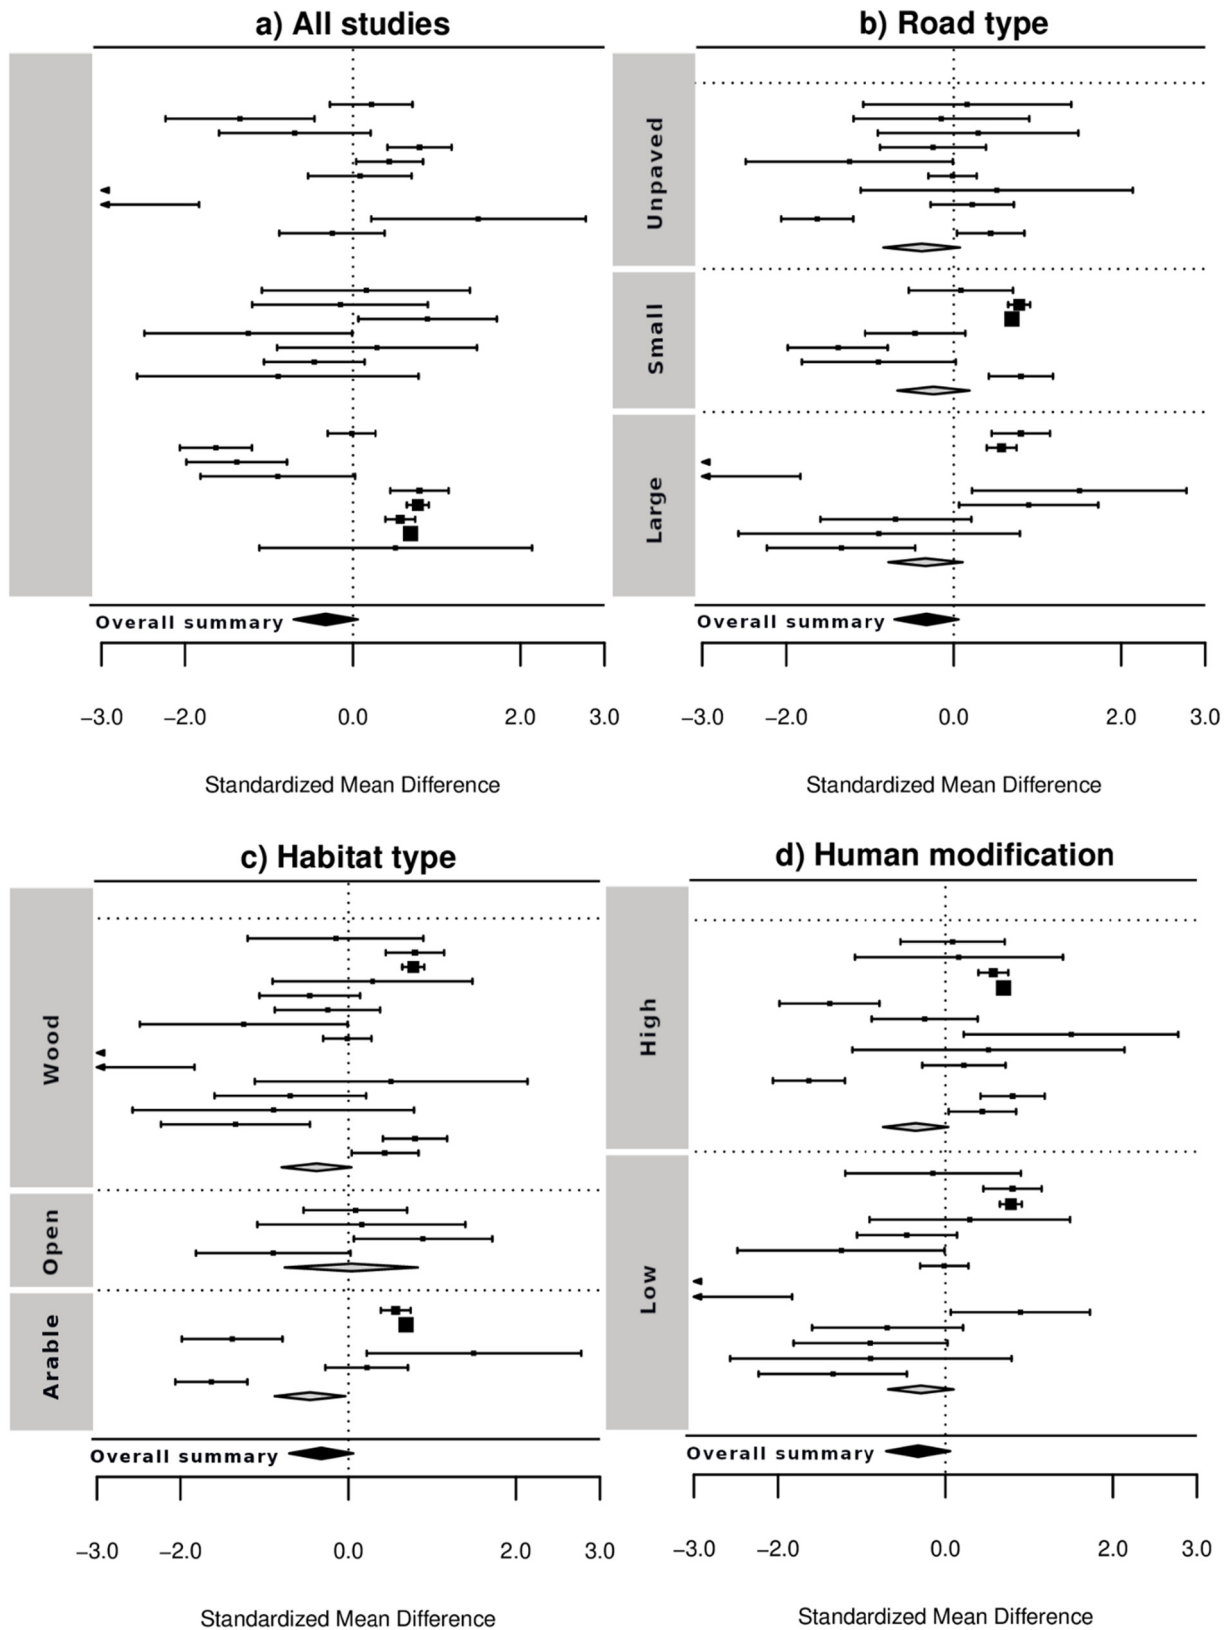 a) All studies
Overall summary
−3.0 −2.0 0.0 2.0 3.0
Standardized Mean Difference
b) Road type
Unpaved
Small
Large
Overall summary
−3.0 −2.0 0.0 2.0 3.0
Standardized Mean Difference
c) Habitat type
Wood
Open
Arable
Overall summary
−3.0 −2.0 0.0 2.0 3.0
Standardized Mean Difference
d) Human modification
High
Low
Overall summary
−3.0 −2.0 0.0 2.0 3.0
Standardized Mean Difference